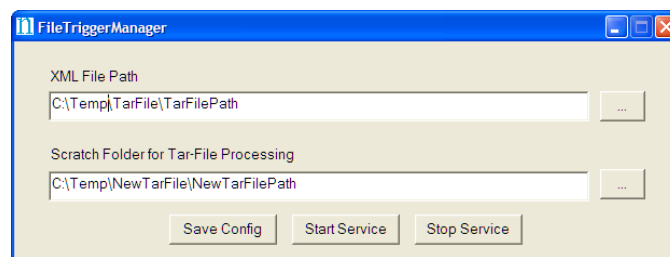 FileTriggerManager
XML File Path
C:\Temp\TarFile\TarFilePath
...
Scratch Folder for Tar-File Processing
C:\Temp\NewTarFile\NewTarFilePath
...
Save Config Start Service Stop Service